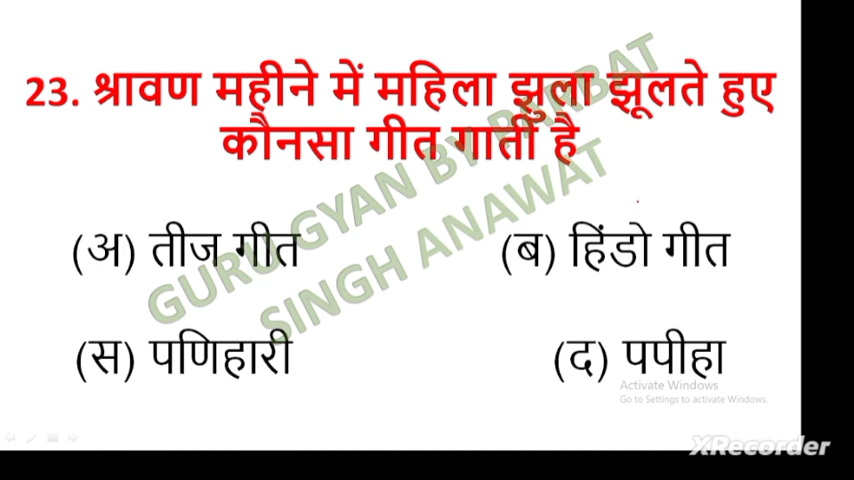 23. श्रावण महीने में महिला झुला झूलते हुए
कौनसा गीत गाती है
GURU GYAN BY PARBAT
SINGH ANAWAT
(अ) तीज गीत
(ब) हिंडो गीत
(स) पणिहारी
(द) पपीहा
Activate Windows
Go to Settings to activate Windows.
XRecorder